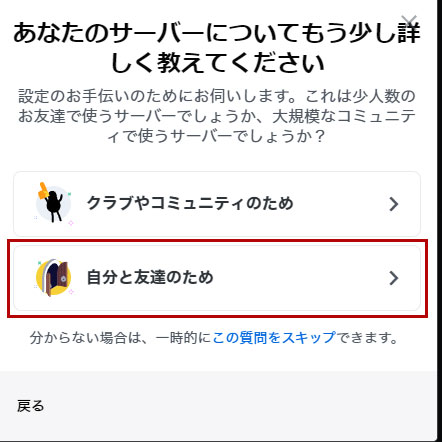 あなたのサーバーについてもう少し詳
しく教えてください
設定のお手伝いのためにお伺いします。これは少人数の
お友達で使うサーバーでしょうか、大規模なコミュニティ
で使うサーバーでしょうか？
クラブやコミュニティのため
自分と友達のため
分からない場合は、一時的にこの質問をスキップできます。
戻る